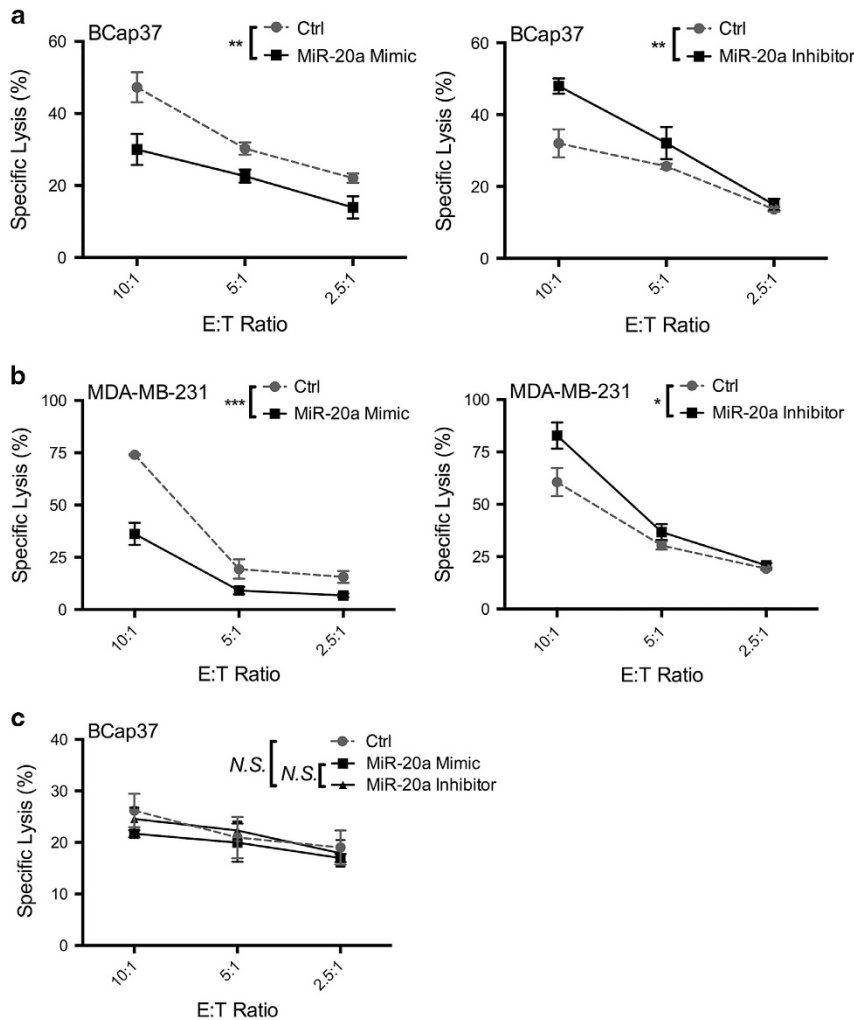 a
BCap37
** Ctrl
MiR-20a Mimic
Specific Lysis (%)
60
40
20
0
10:1
5:1
2.5:1
E:T Ratio
BCap37
** Ctrl
MiR-20a Inhibitor
Specific Lysis (%)
60
40
20
0
10:1
5:1
2.5:1
E:T Ratio
b
MDA-MB-231
*** Ctrl
MiR-20a Mimic
Specific Lysis (%)
100
75
50
25
0
10:1
5:1
2.5:1
E:T Ratio
MDA-MB-231
* Ctrl
MiR-20a Inhibitor
Specific Lysis (%)
100
75
50
25
0
10:1
5:1
2.5:1
E:T Ratio
c
BCap37
N.S. N.S. Ctrl
MiR-20a Mimic
MiR-20a Inhibitor
Specific Lysis (%)
40
30
20
10
0
10:1
5:1
2.5:1
E:T Ratio